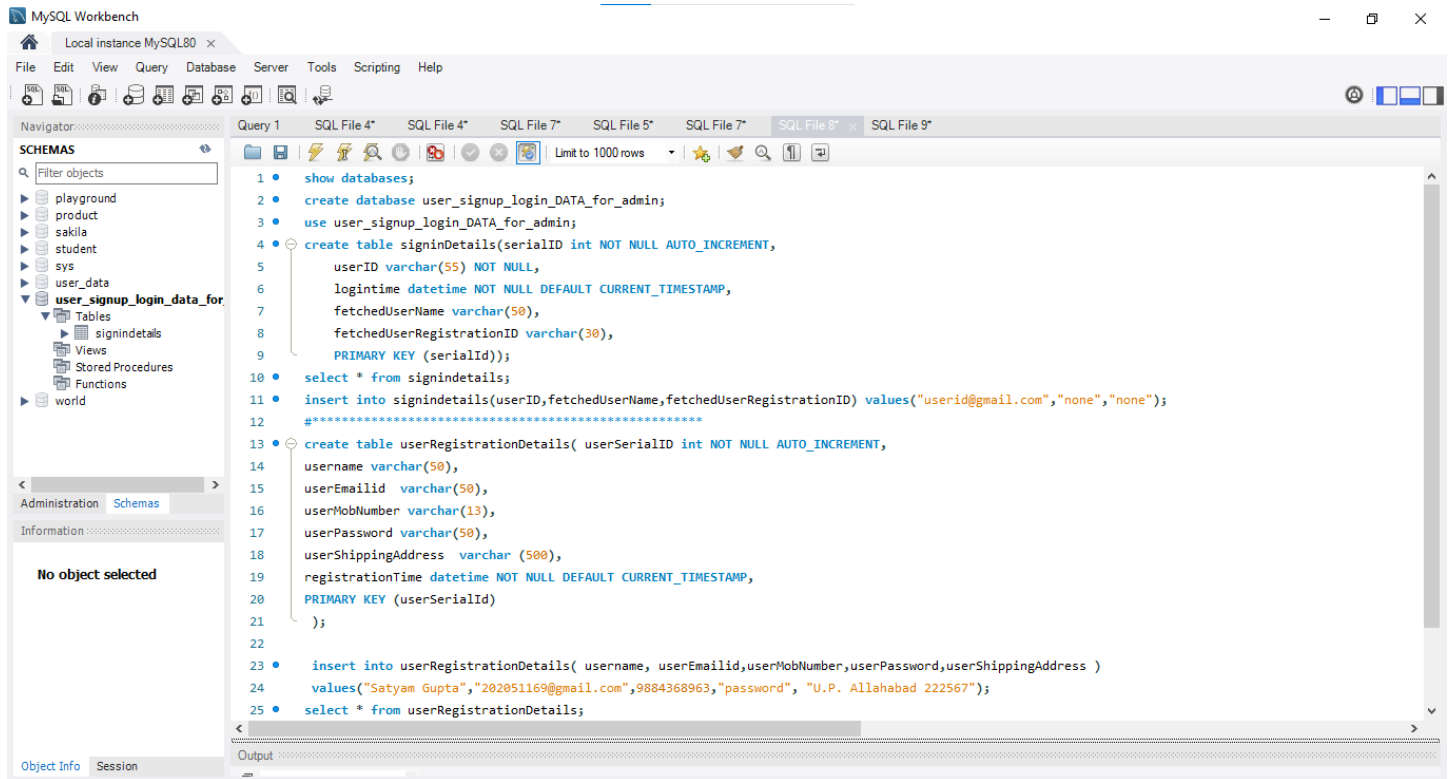 MySQL Workbench
Local instance MySQL80
File Edit View Query Database Server Tools Scripting Help
Navigator
SCHEMAS
Filter objects
playground
product
sakila
student
sys
user_data
user_signup_login_data_for_
Tables
signindetails
Views
Stored Procedures
Functions
world
Administration Schemas
Information
No object selected
Object Info Session
Query 1 SQL File 4* SQL File 4* SQL File 7* SQL File 5* SQL File 7* SQL File 8* SQL File 9*
Limit to 1000 rows
1 show databases;
2 create database user_signup_login_DATA_for_admin;
3 use user_signup_login_DATA_for_admin;
4 create table signinDetails(serialID int NOT NULL AUTO_INCREMENT,
5 userID varchar(55) NOT NULL,
6 logintime datetime NOT NULL DEFAULT CURRENT_TIMESTAMP,
7 fetchedUserName varchar(50),
8 fetchedUserRegistrationID varchar(30),
9 PRIMARY KEY (serialId));
10 select * from signindetails;
11 insert into signindetails(userID,fetchedUserName,fetchedUserRegistrationID) values("userid@gmail.com","none","none");
12 #*****************************************************
13 create table userRegistrationDetails( userSerialID int NOT NULL AUTO_INCREMENT,
14 username varchar(50),
15 userEmailid varchar(50),
16 userMobNumber varchar(13),
17 userPassword varchar(50),
18 userShippingAddress varchar (500),
19 registrationTime datetime NOT NULL DEFAULT CURRENT_TIMESTAMP,
20 PRIMARY KEY (userSerialId)
21 );
22
23 insert into userRegistrationDetails( username, userEmailid,userMobNumber,userPassword,userShippingAddress )
24 values("Satyam Gupta","202051169@gmail.com",9884368963,"password", "U.P. Allahabad 222567");
25 select * from userRegistrationDetails;
Output